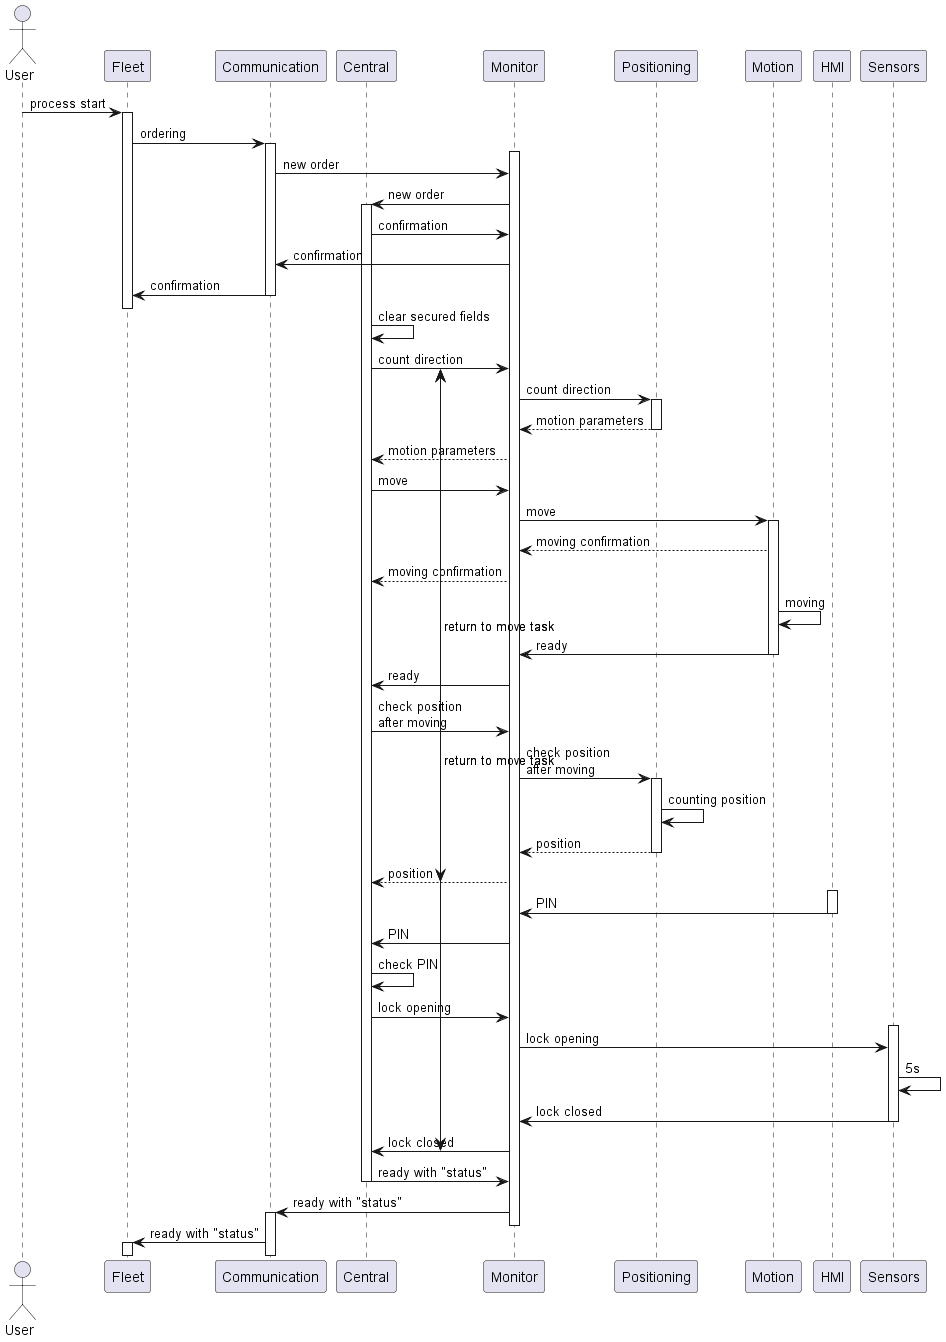 User
Fleet
Communication
Central
Monitor
Positioning
Motion
HMI
Sensors
process start
ordering
new order
new order
confirmation
confirmation
confirmation
clear secured fields
count direction
count direction
motion parameters
motion parameters
move
move
moving confirmation
moving confirmation
moving
return to move task
ready
ready
check position
after moving
check position
return to move task
after moving
counting position
position
position
PIN
PIN
check PIN
lock opening
lock opening
5s
lock closed
lock closed
ready with "status"
ready with "status"
ready with "status"
User
Fleet
Communication
Central
Monitor
Positioning
Motion
HMI
Sensors